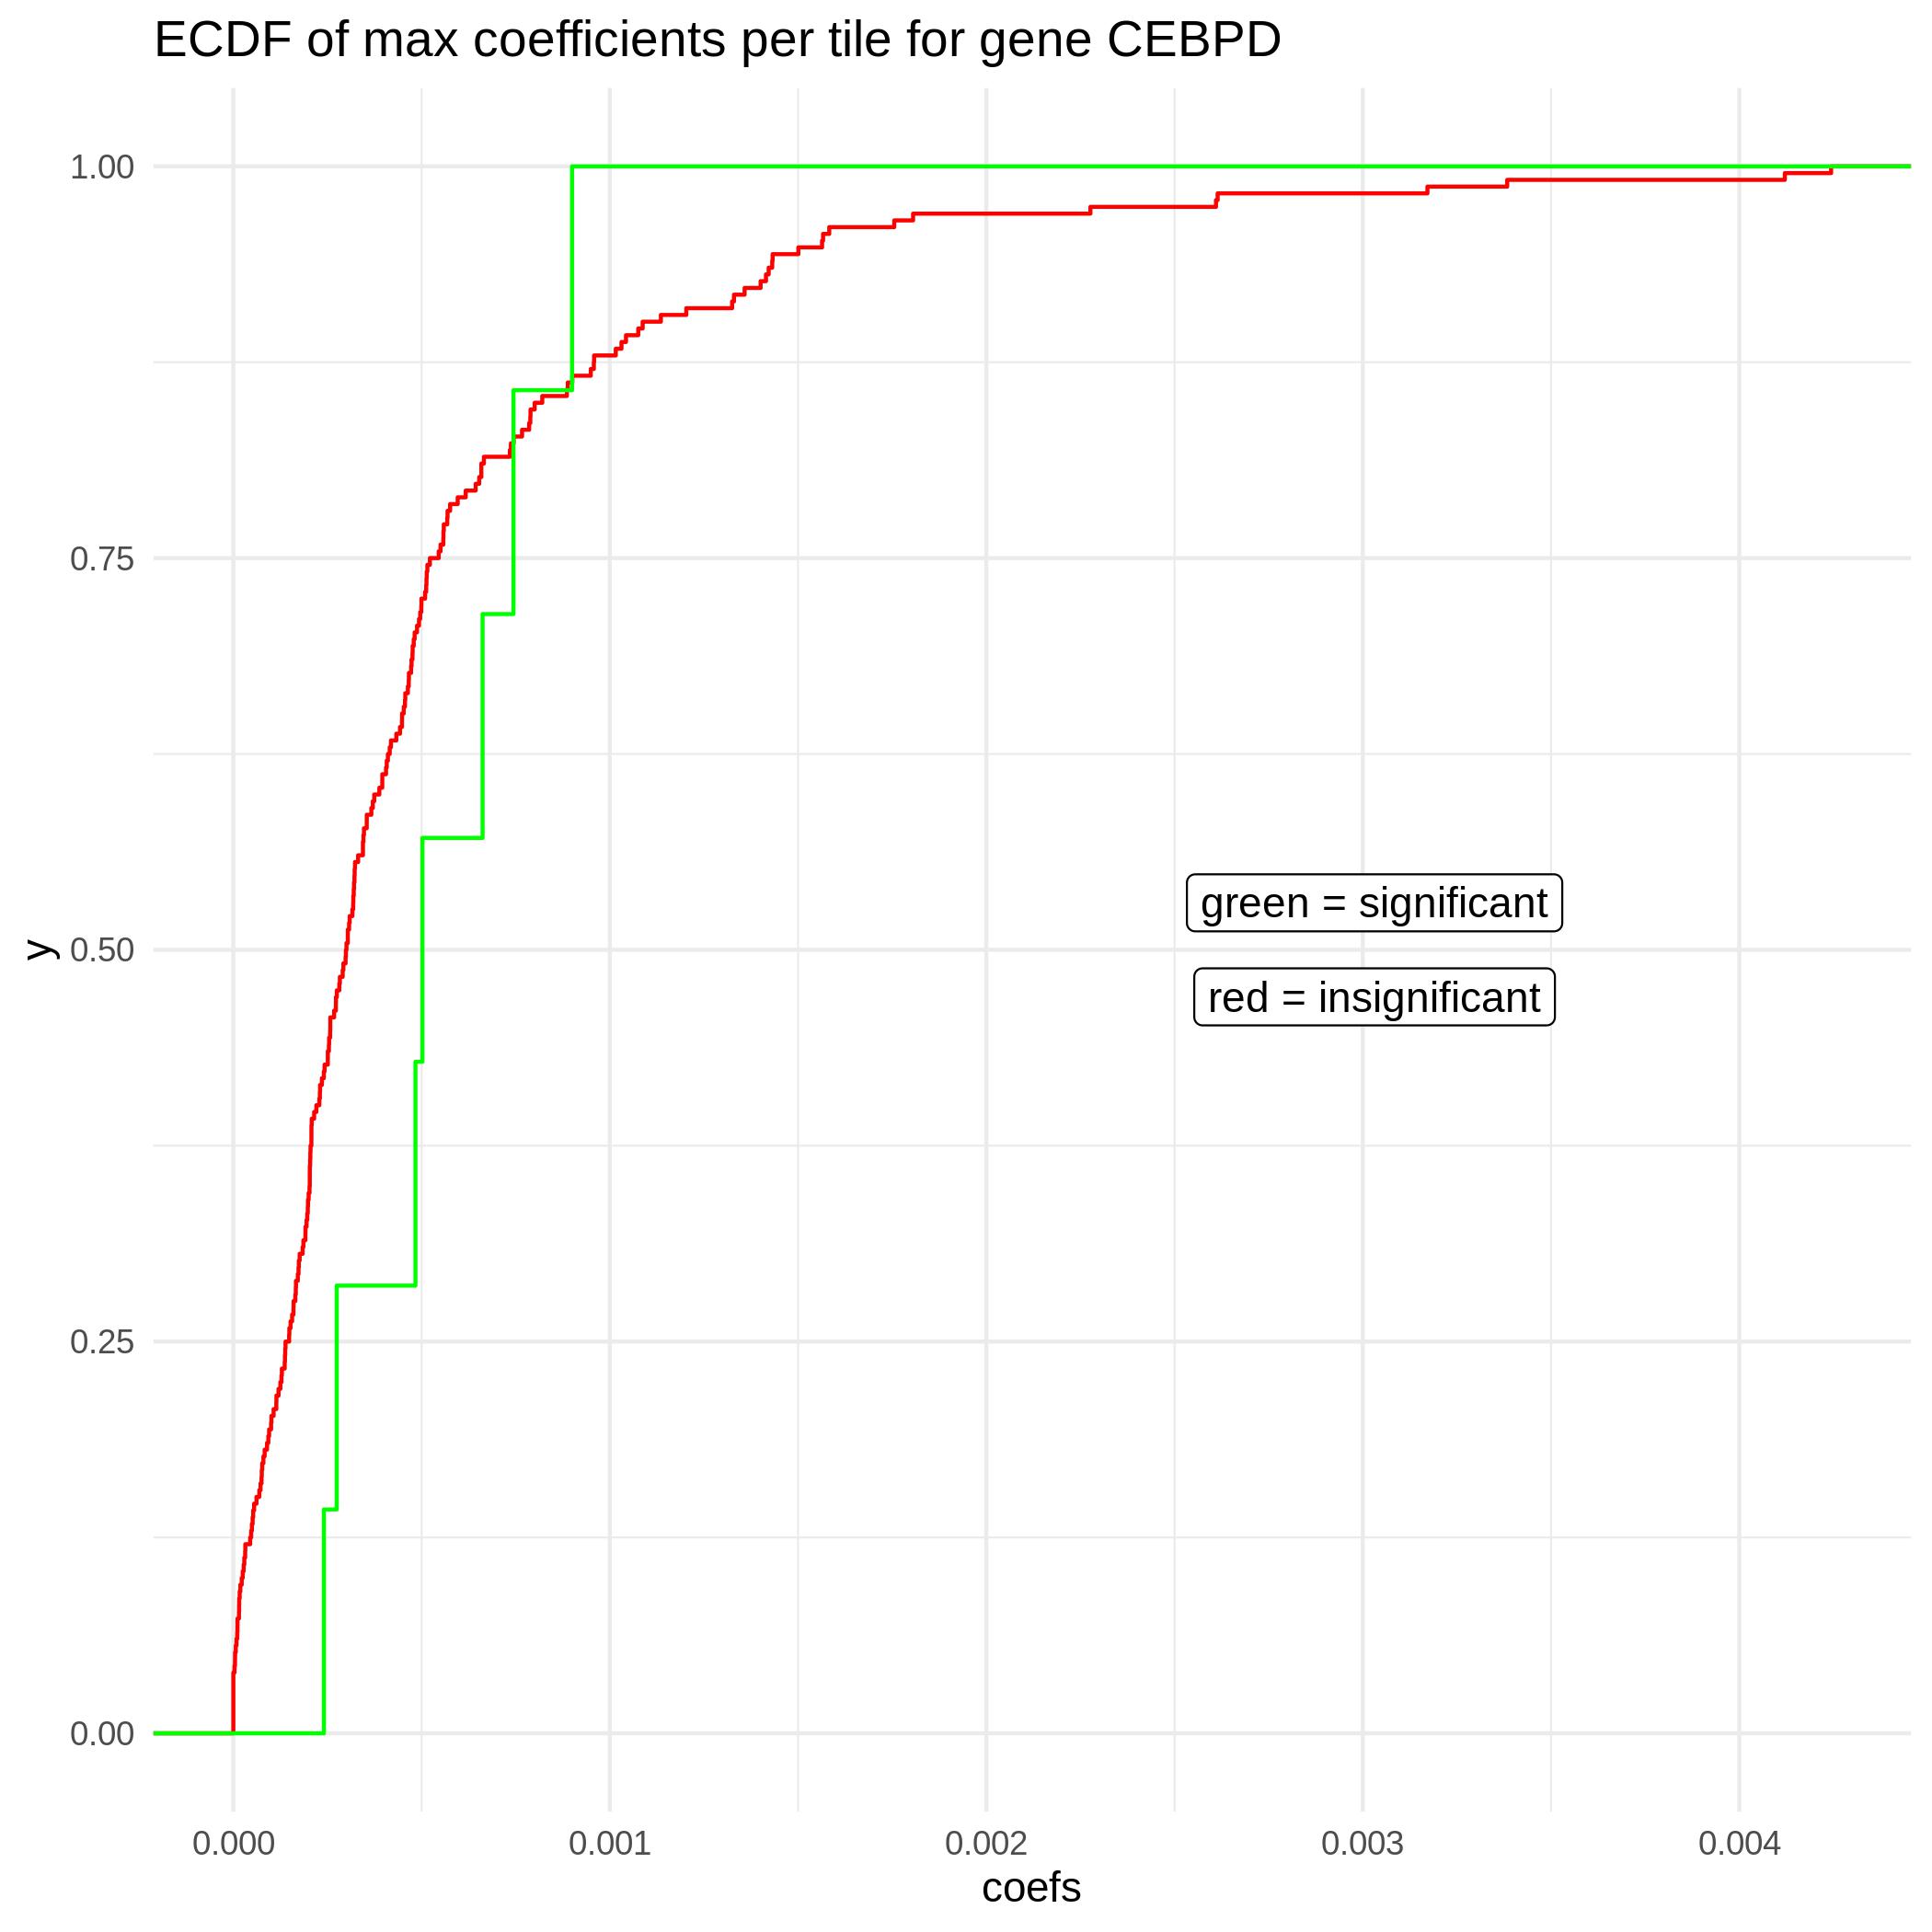 ECDF of max coefficients per tile for gene CEBPD
1.00
0.75
0.50
0.25
0.00
y
green = significant
red = insignificant
0.000 0.001 0.002 0.003 0.004
coefs